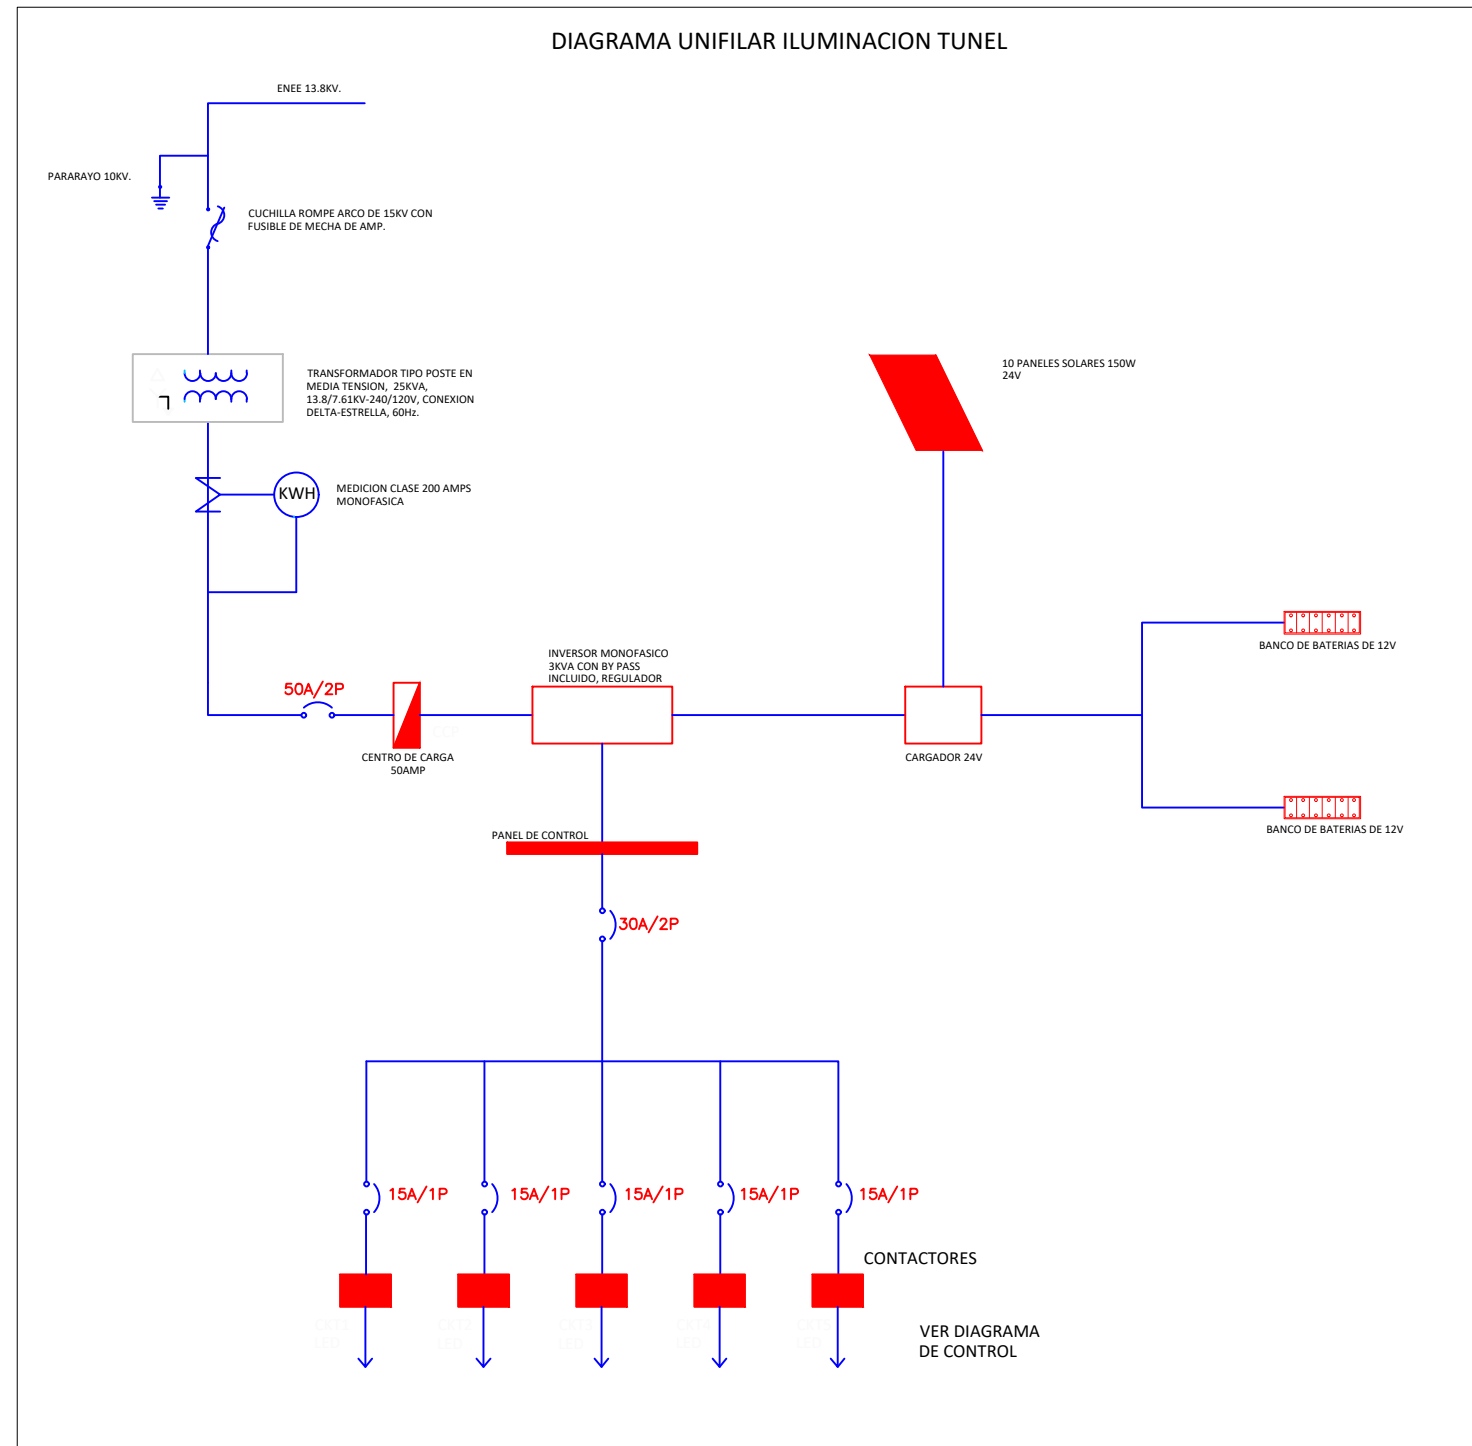 DIAGRAMA UNIFILAR ILUMINACION TUNEL
ENEE 13.8KV.
PARARAYO 10KV.
CUCHILLA ROMPE ARCO DE 15KV CON
FUSIBLE DE MECHA DE AMP.
TRANSFORMADOR TIPO POSTE EN
MEDIA TENSION, 25KVA,
13.8/7.61KV-240/120V, CONEXION
DELTA-ESTRELLA, 60Hz.
10 PANELES SOLARES 150W
24V
KWH
MEDICION CLASE 200 AMPS
MONOFASICA
BANCO DE BATERIAS DE 12V
INVERSOR MONOFASICO
3KVA CON BY PASS
INCLUIDO, REGULADOR
50A/2P
CENTRO DE CARGA
50AMP
CARGADOR 24V
BANCO DE BATERIAS DE 12V
PANEL DE CONTROL
30A/2P
15A/1P
15A/1P
15A/1P
15A/1P
15A/1P
CONTACTORES
VER DIAGRAMA
DE CONTROL